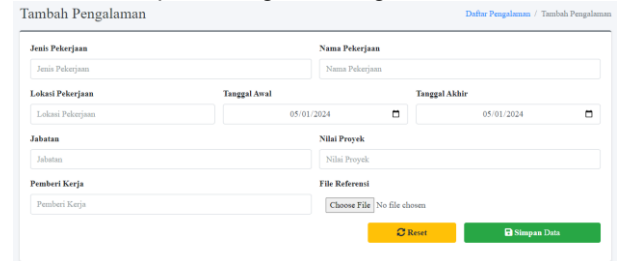 Tambah Pengalaman
Daftar Pengalaman / Tambah Pengalaman
Jenis Pekerjaan Nama Pekerjaan
Jenis Pekerjaan Nama Pekerjaan
Lokasi Pekerjaan Tanggal Awal Tanggal Akhir
Lokasi Pekerjaan 05/01/2024 05/01/2024
Jabatan Nilai Proyek
Jabatan Nilai Proyek
Pemberi Kerja File Referensi
Pemberi Kerja Choose File No file chosen
Reset Simpan Data